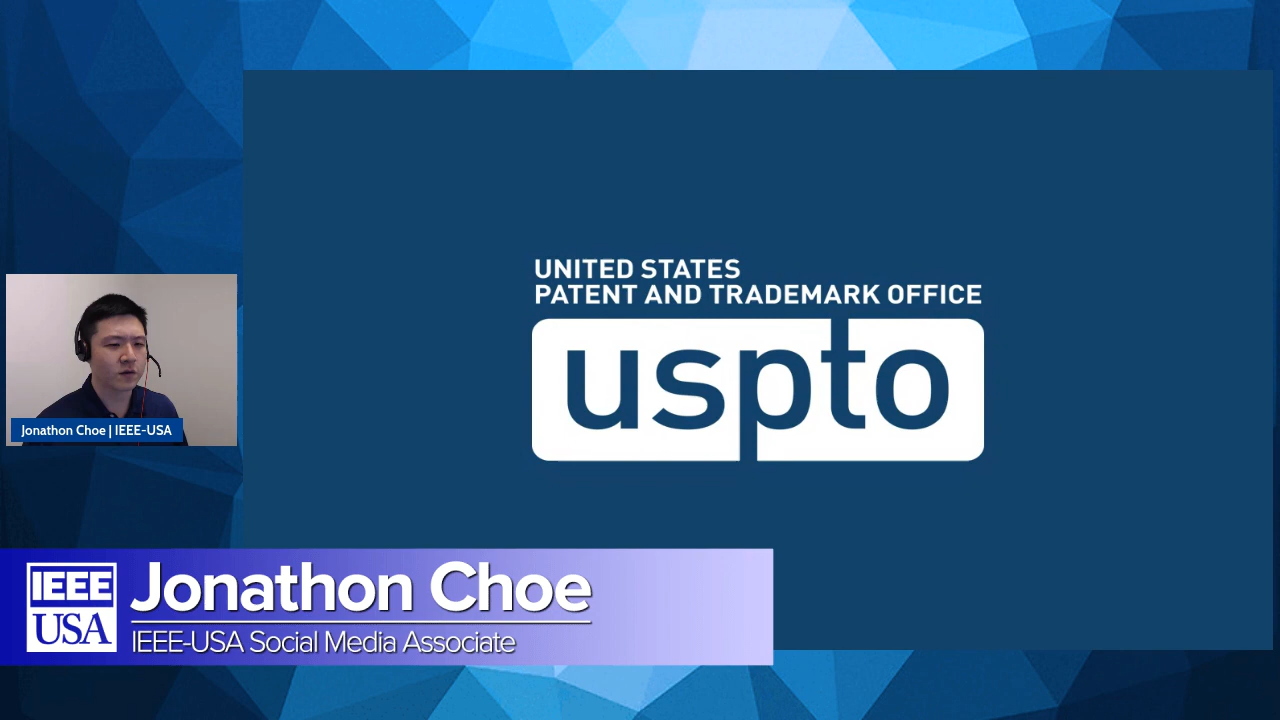 UNITED STATES
PATENT AND TRADEMARK OFFICE
uspto
Jonathon Choe | IEEE-USA
IEEE
USA
Jonathon Choe
IEEE-USA Social Media Associate